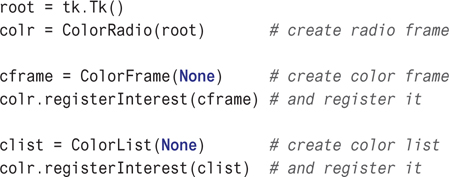 root = tk.Tk()
colr = ColorRadio(root) # create radio frame
cframe = ColorFrame(None) # create color frame
colr.registerInterest(cframe) # and register it
clist = ColorList(None) # create color list
colr.registerInterest(clist) # and register it